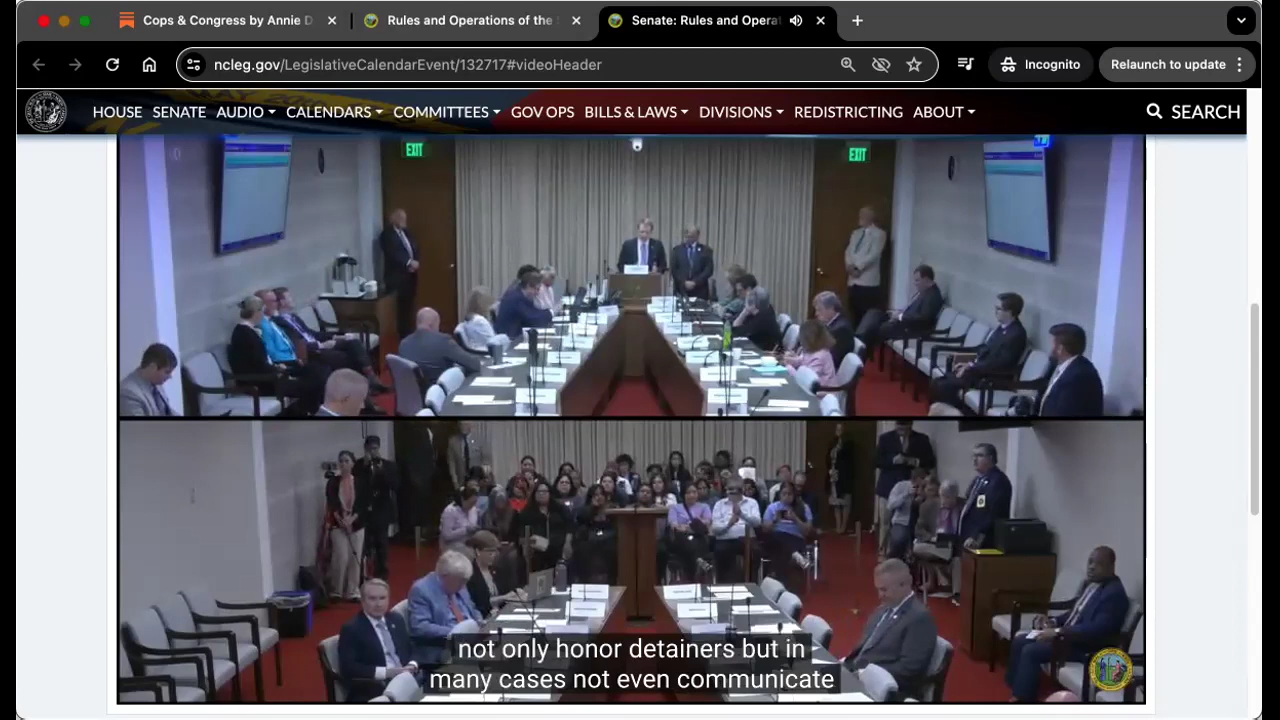 Cops & Congress by Annie D
Rules and Operations of the
Senate: Rules and Opera
ncleg.gov/LegislativeCalendarEvent/132717#videoHeader
Incognito
Relaunch to update
HOUSE SENATE AUDIO CALENDARS COMMITTEES GOV OPS BILLS & LAWS DIVISIONS REDISTRICTING ABOUT SEARCH
EXIT
EXIT
not only honor detainers but in
many cases not even communicate